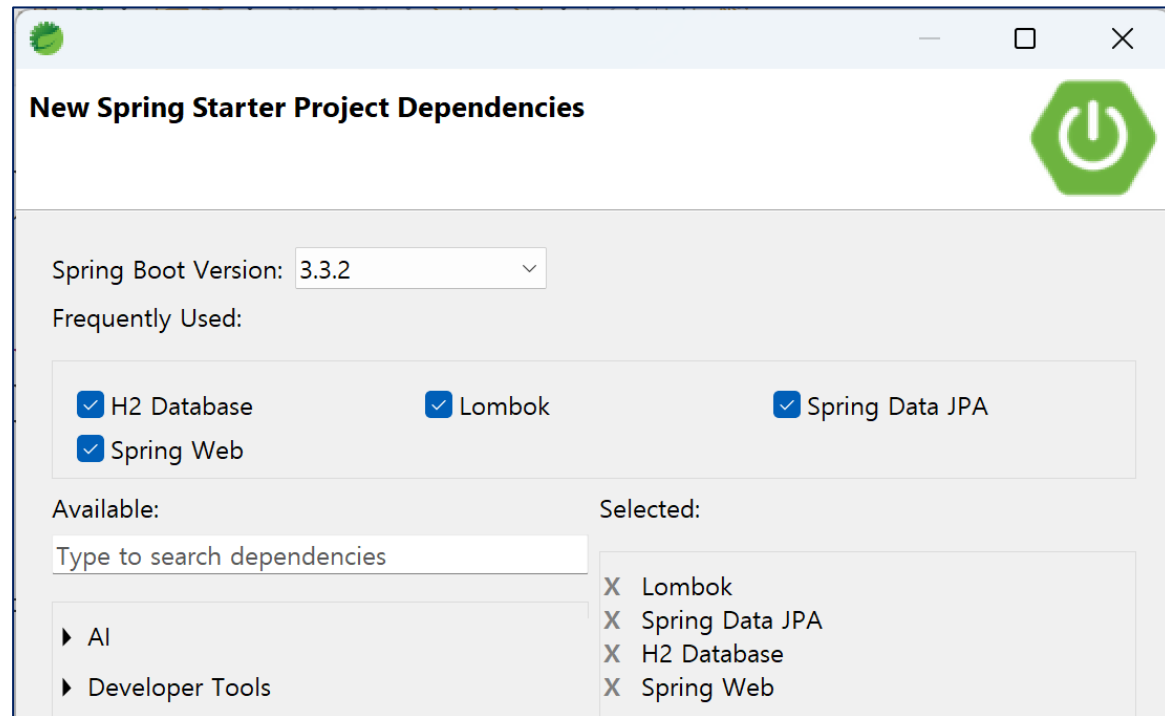 New Spring Starter Project Dependencies
Spring Boot Version: 3.3.2
Frequently Used:
H2 Database Lombok Spring Data JPA
Spring Web
Available: Selected:
Type to search dependencies
X Lombok
X Spring Data JPA
AI
X H2 Database
Developer Tools X Spring Web